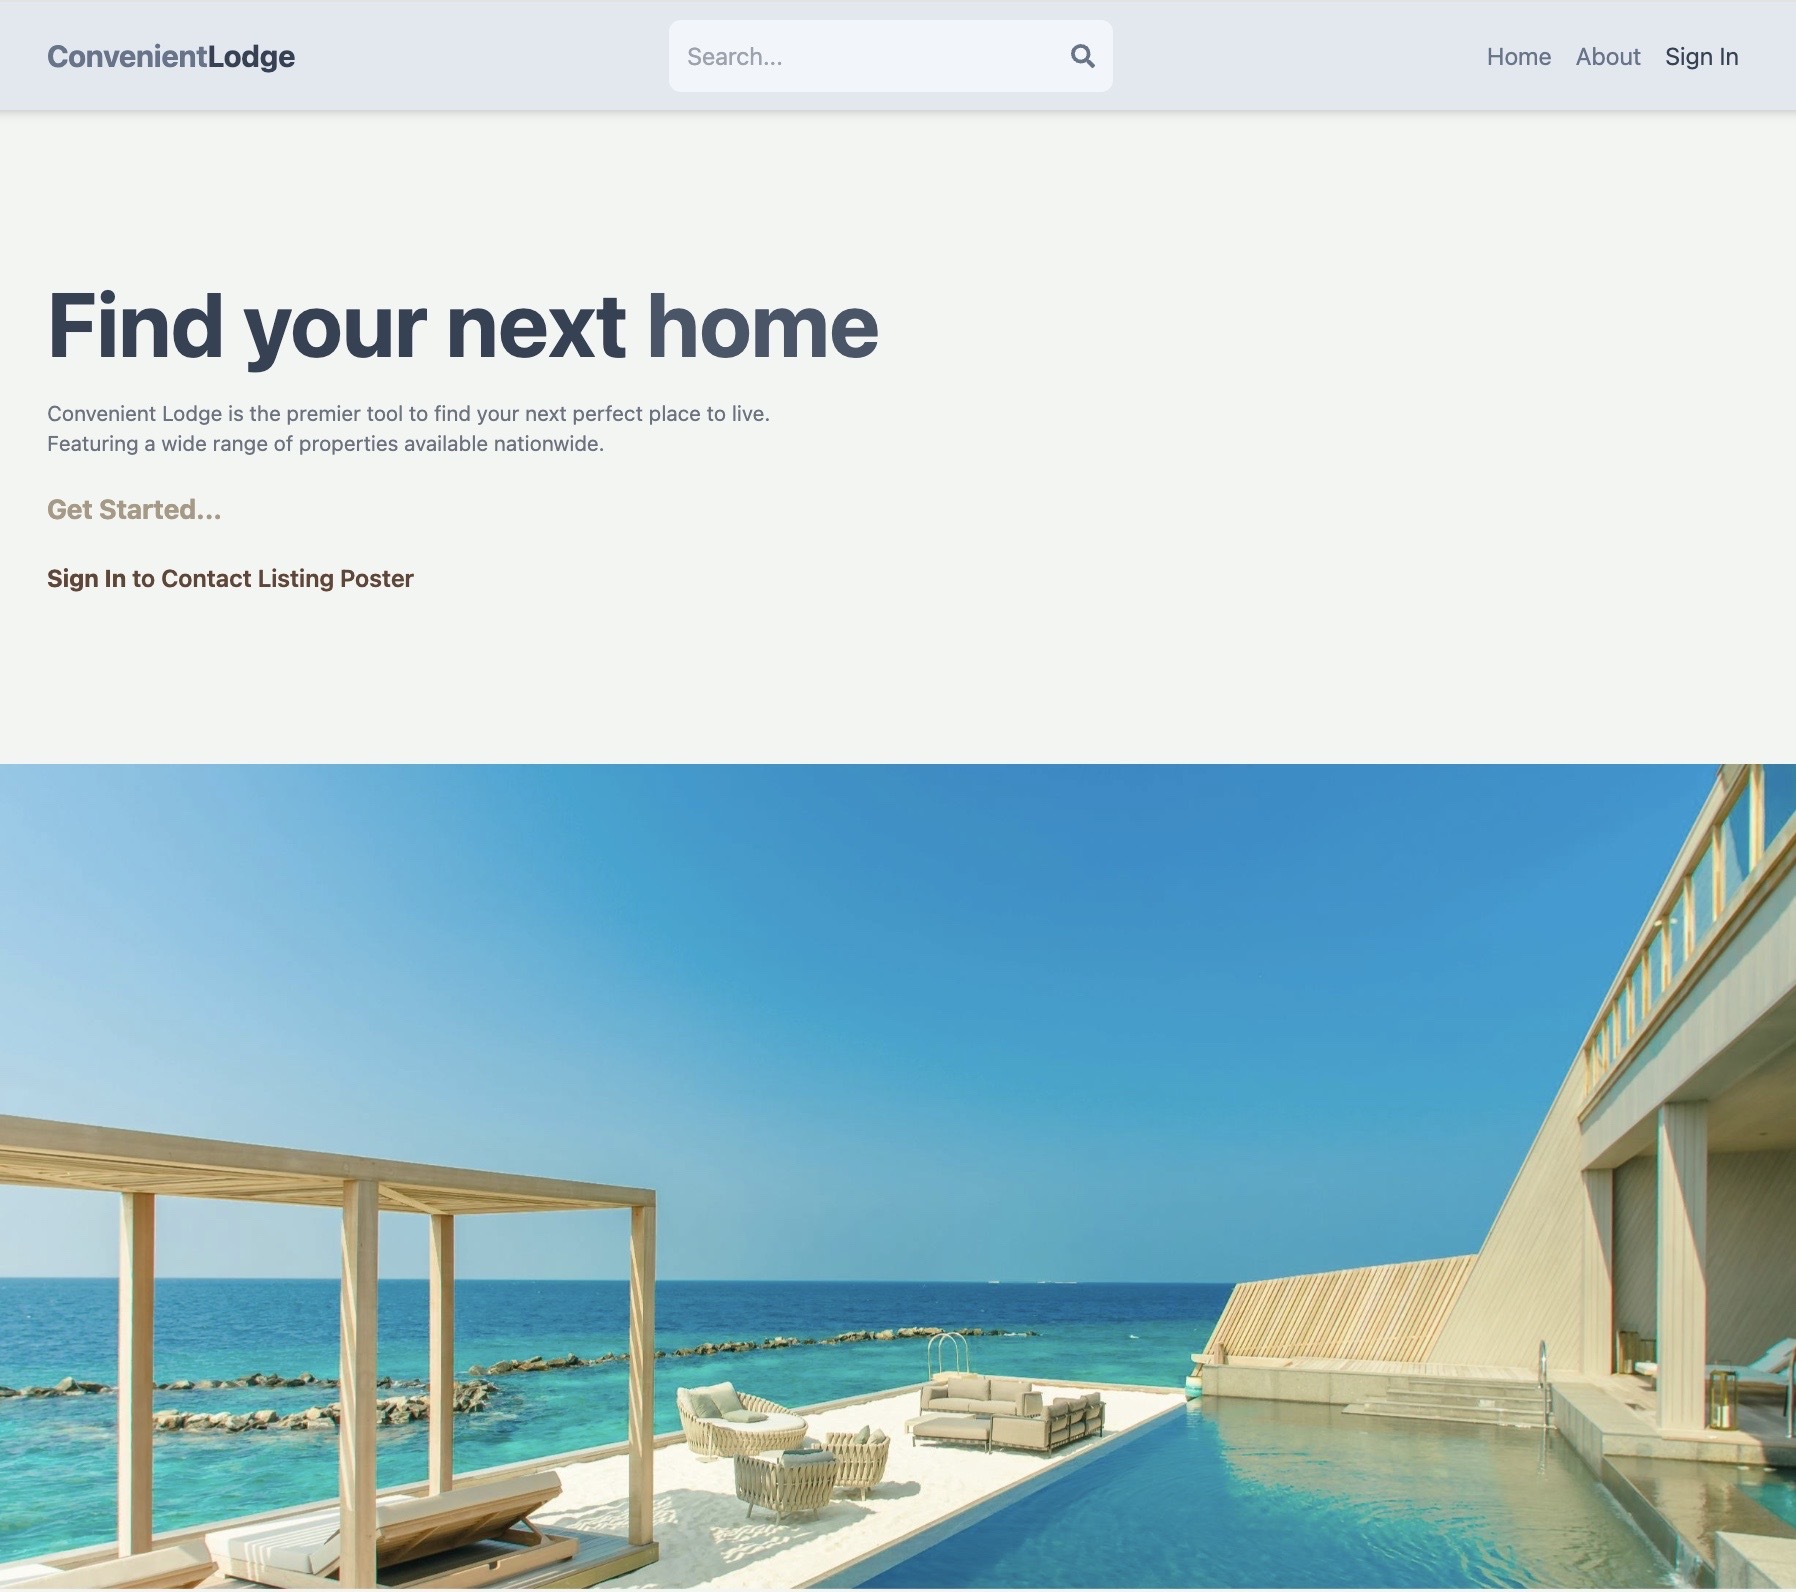 ConvenientLodge
Search...
Home
About
Sign In
Find your next home
Convenient Lodge is the premier tool to find your next perfect place to live.
Featuring a wide range of properties available nationwide.
Get Started...
Sign In to Contact Listing Poster